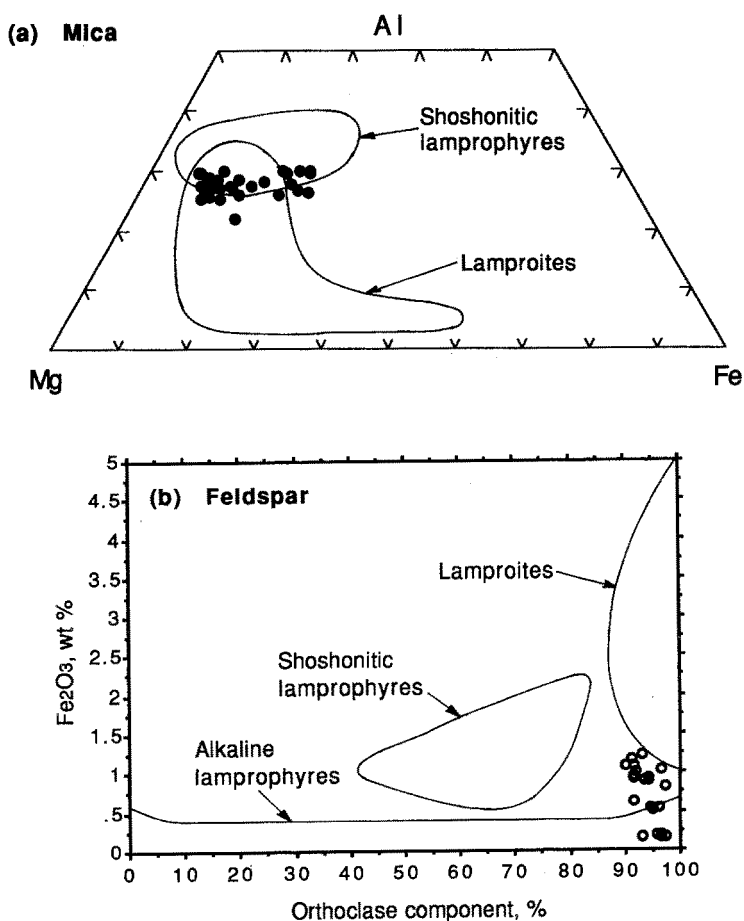 (a) Mica
Al
Shoshonitic
lamprophyres
Lamproites
Mg
Fe
(b) Feldspar
5
4.5
4
3.5
3
2.5
2
1.5
1
.5
0
Fe2O3, wt %
Lamproites
Shoshonitic
lamprophyres
Alkaline
lamprophyres
0 10 20 30 40 50 60 70 80 90 100
Orthoclase component, %